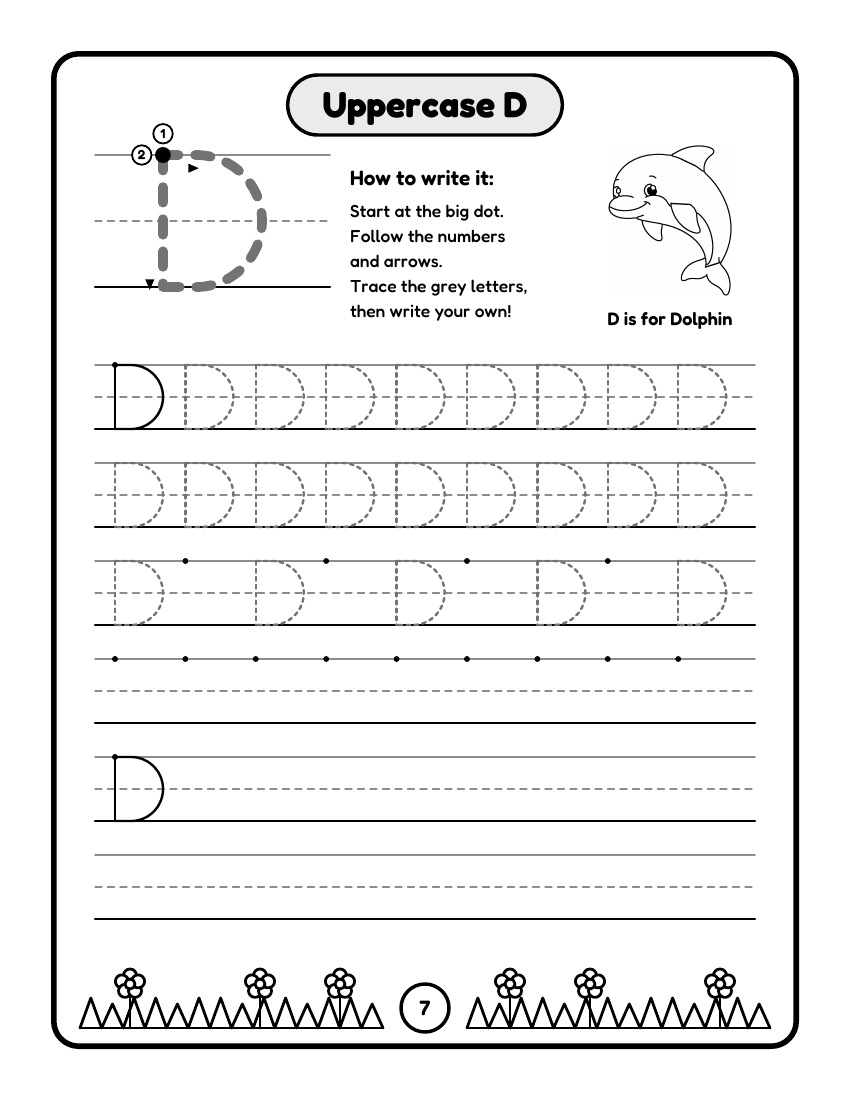 Uppercase D
1
2
How to write it:
Start at the big dot.
Follow the numbers
and arrows.
Trace the grey letters,
then write your own!
D is for Dolphin
D D D D D D D D D
D D D D D D D D D
D D D D D
D
7